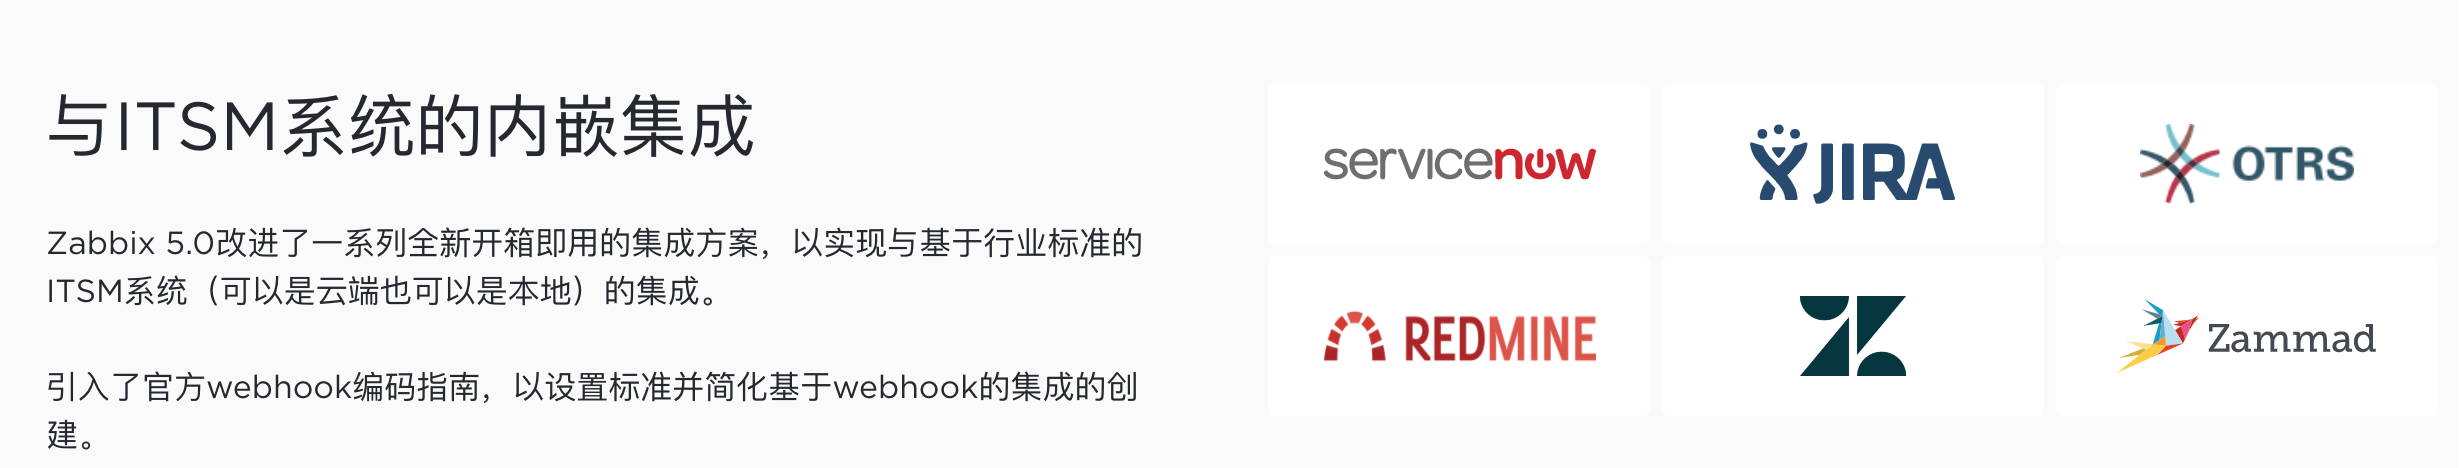 与ITSM系统的内嵌集成
Zabbix 5.0改进了一系列全新开箱即用的集成方案，以实现与基于行业标准的
ITSM系统（可以是云端也可以是本地）的集成。
引入了官方webhook编码指南，以设置标准并简化基于webhook的集成的创
建。
servicenow
JIRA
OTRS
REDMINE
Zammad